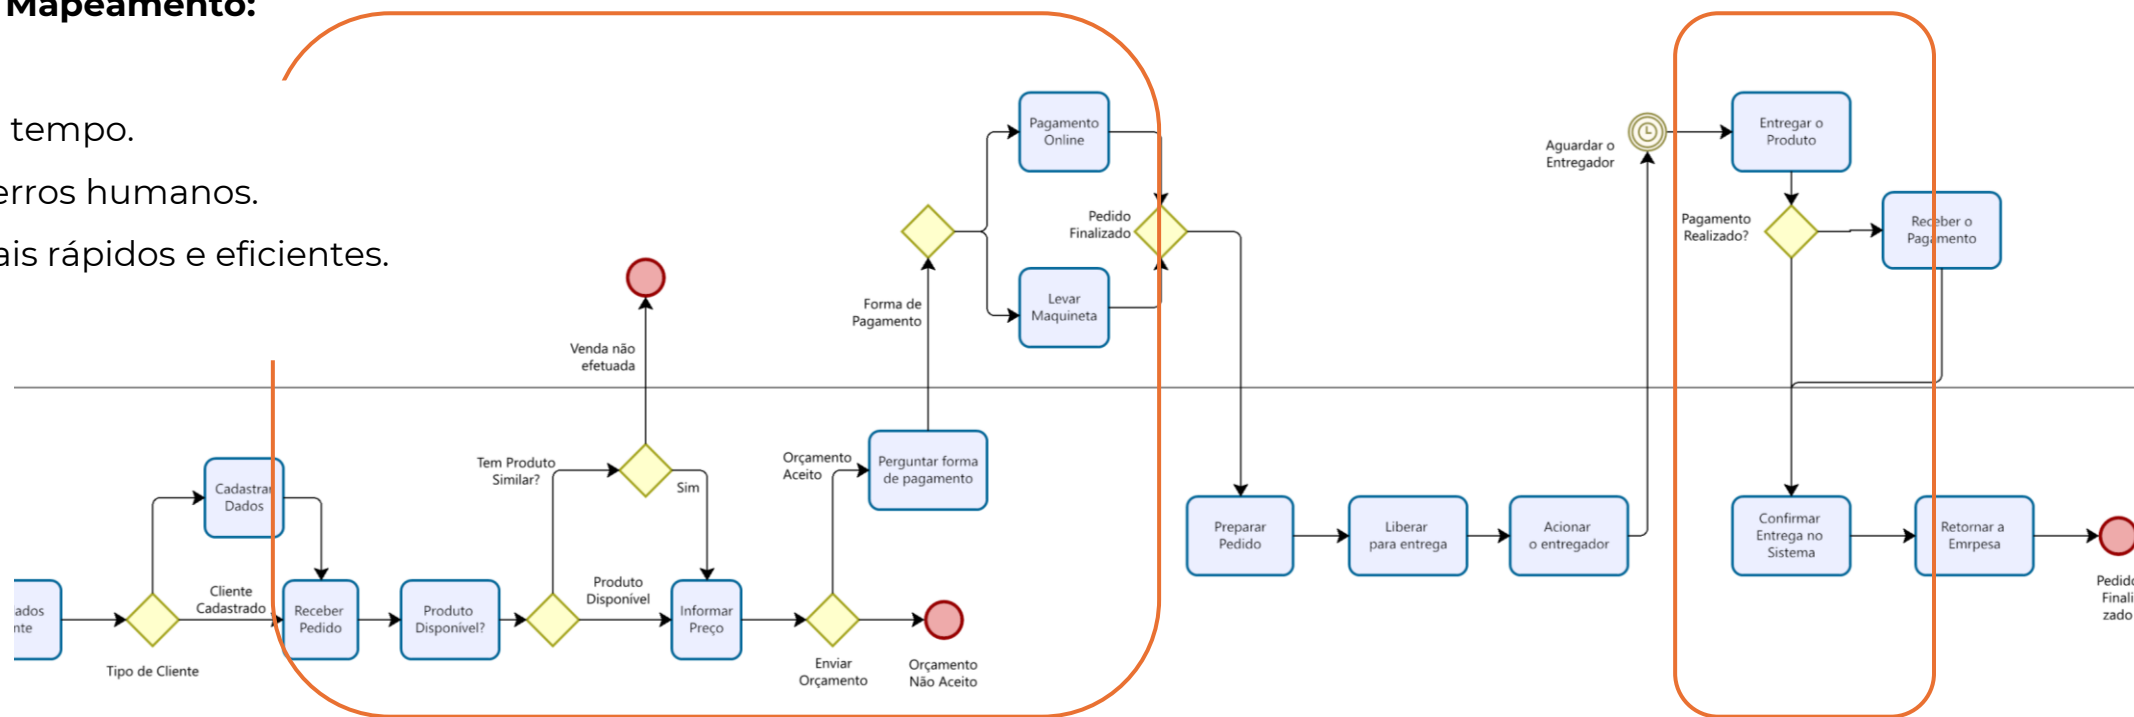 Mapeamento:
tempo.
erros humanos.
ais rápidos e eficientes.
Pagamento
Online
Pedido
Finalizado
Levar
Maquineta
Forma de
Pagamento
Venda não
efetuada
Aguardar o
Entregador
Entregar o
Produto
Pagamento
Realizado?
Receber o
Pagamento
Cadastrar
Dados
Tem Produto
Similar?
Sim
Orçamento
Aceito
Perguntar forma
de pagamento
Preparar
Pedido
Liberar
para entrega
Acionar
o entregador
Confirmar
Entrega no
Sistema
Retornar a
Emrpesa
ados
nte
Cliente
Cadastrado
Tipo de Cliente
Receber
Pedido
Produto
Disponível?
Produto
Disponível
Informar
Preço
Enviar
Orçamento
Orçamento
Não Aceito
Pedido
Finali
zado